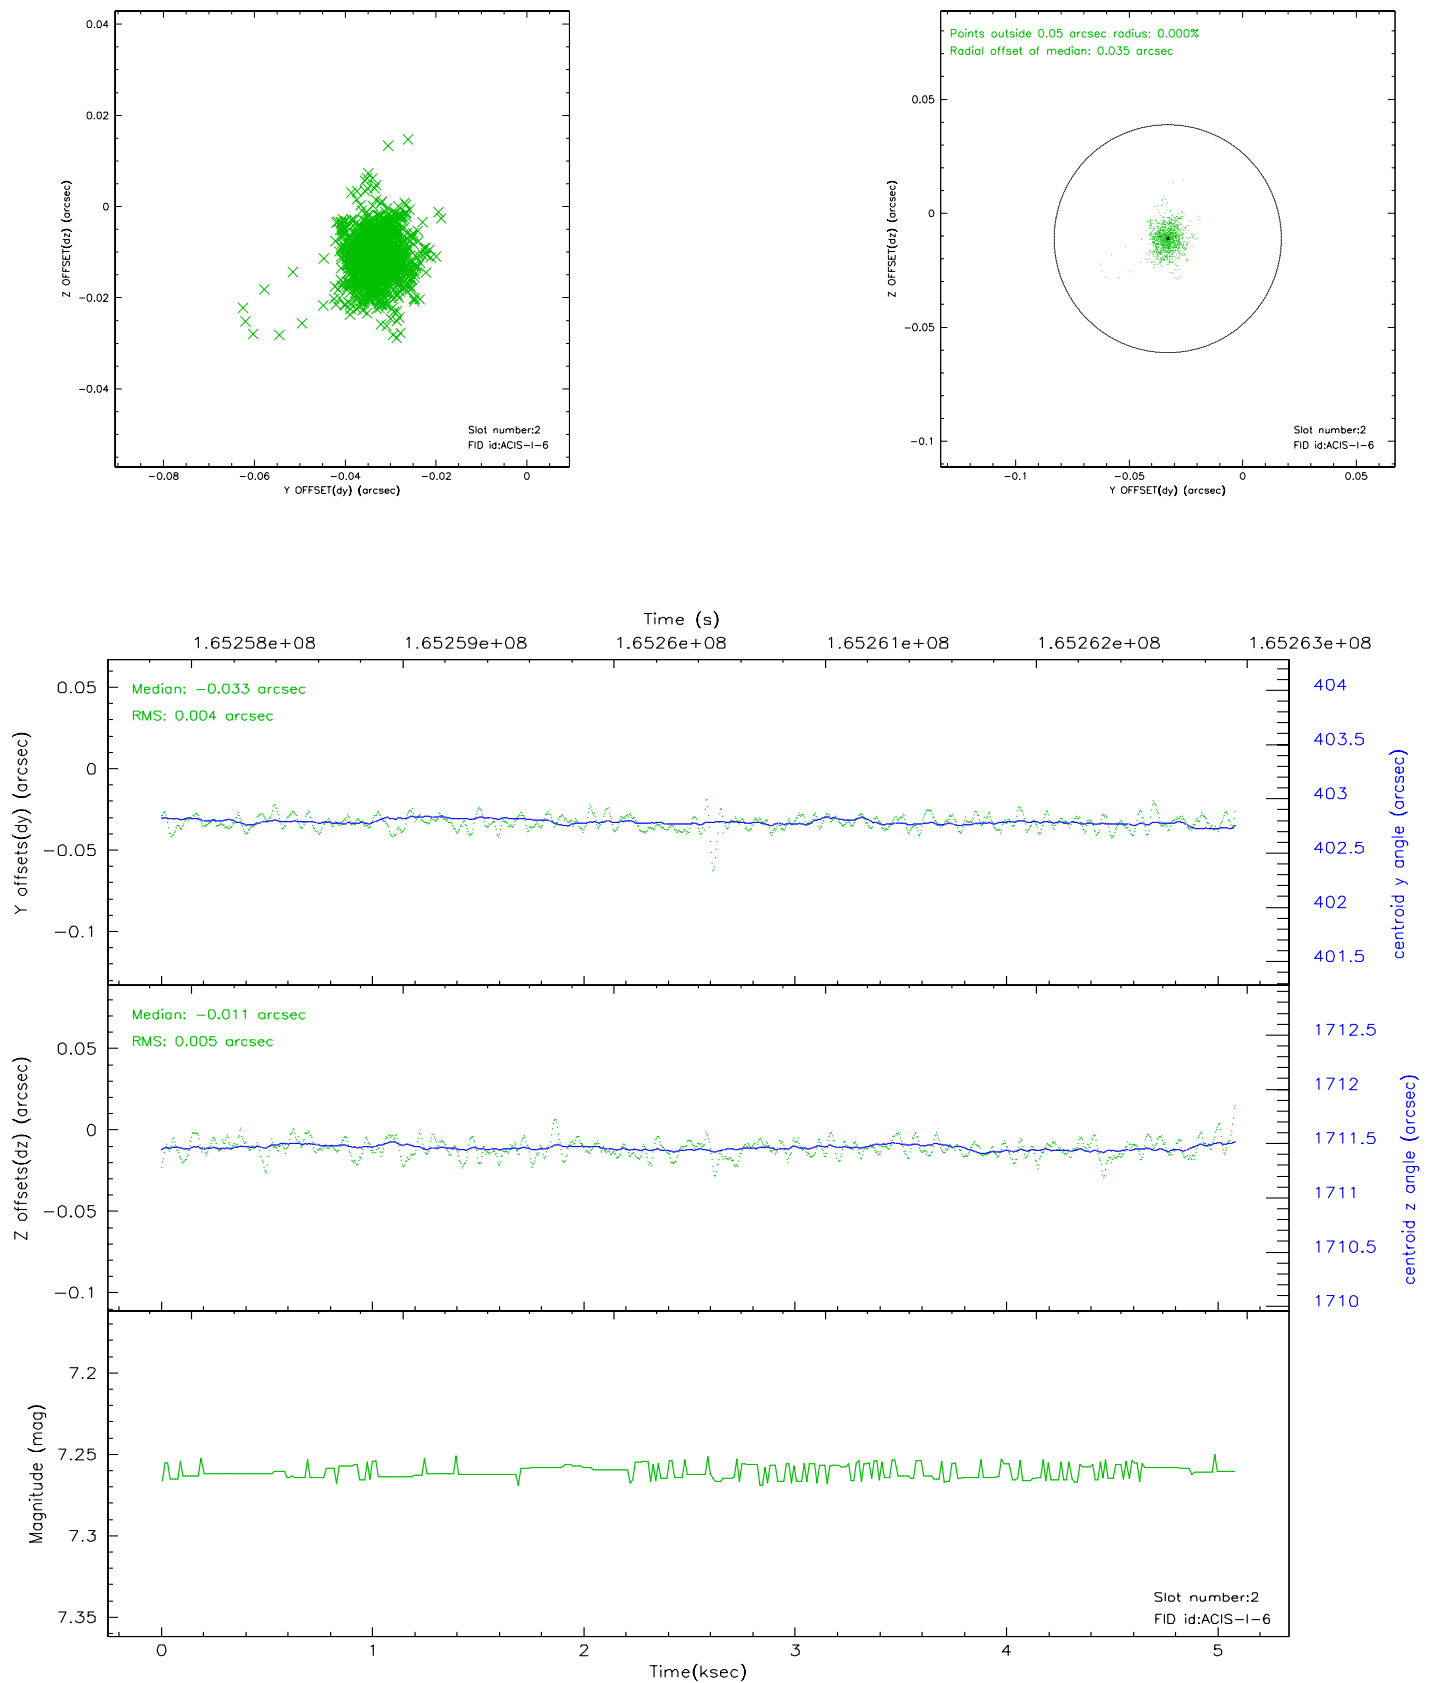 0.04
0.02
0
−0.02
−0.04
Z OFFSET(dz) (arcsec)
−0.08 −0.06 −0.04 −0.02 0
Y OFFSET(dy) (arcsec)
Slot number:2
FID id:ACIS−I−6
Points outside 0.05 arcsec radius: 0.000%
Radial offset of median: 0.035 arcsec
0.05
0
−0.05
−0.1
Z OFFSET(dz) (arcsec)
−0.1 −0.05 0 0.05
Y OFFSET(dy) (arcsec)
Slot number:2
FID id:ACIS−I−6
Time (s)
1.65258e+08 1.65259e+08 1.6526e+08 1.65261e+08 1.65262e+08 1.65263e+08
Median: −0.033 arcsec
RMS: 0.004 arcsec
0.05
0
−0.05
−0.1
Y offsets(dy) (arcsec)
404
403.5
403
402.5
402
401.5
centroid y angle (arcsec)
Median: −0.011 arcsec
RMS: 0.005 arcsec
0.05
0
−0.05
−0.1
Z offsets(dz) (arcsec)
1712.5
1712
1711.5
1711
1710.5
1710
centroid z angle (arcsec)
7.2
7.25
7.3
7.35
Magnitude (mag)
Slot number:2
FID id:ACIS−I−6
0 1 2 3 4 5
Time(ksec)